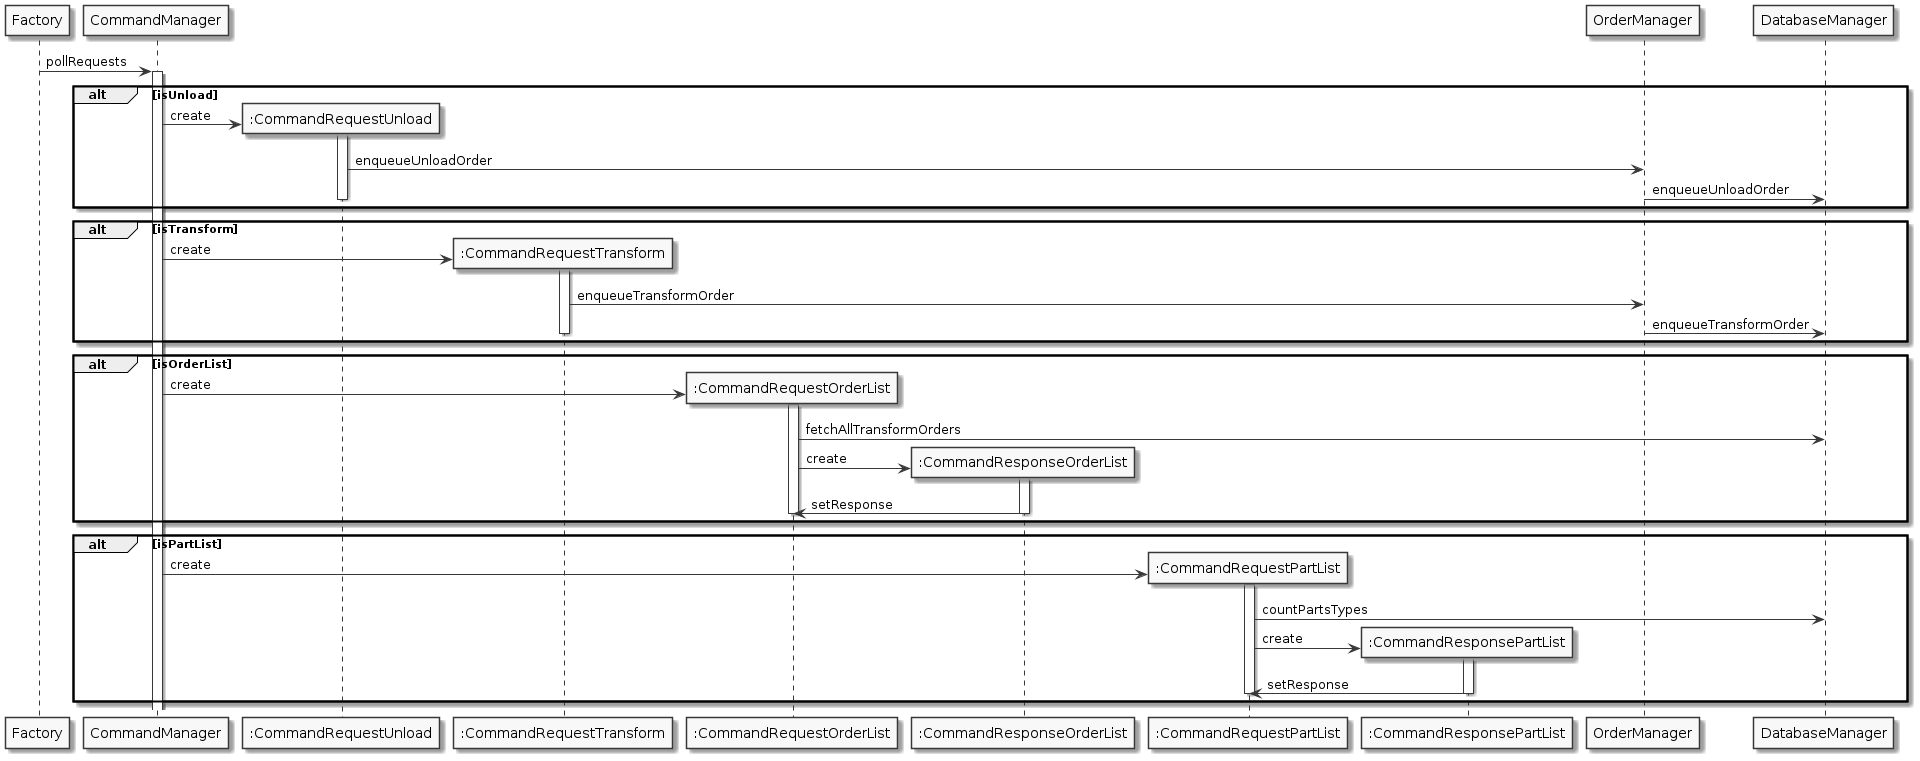 Factory CommandManager OrderManager DatabaseManager
pollRequests
alt [isUnload]
create :CommandRequestUnload
enqueueUnloadOrder
enqueueUnloadOrder
alt [isTransform]
create :CommandRequestTransform
enqueueTransformOrder
enqueueTransformOrder
alt [isOrderList]
create :CommandRequestOrderList
fetchAllTransformOrders
create :CommandResponseOrderList
setResponse
alt [isPartList]
create :CommandRequestPartList
countPartsTypes
create :CommandResponsePartList
setResponse
Factory CommandManager :CommandRequestUnload :CommandRequestTransform :CommandRequestOrderList :CommandResponseOrderList :CommandRequestPartList :CommandResponsePartList OrderManager DatabaseManager